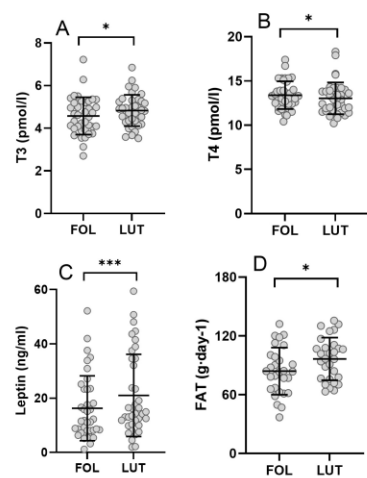 A
*
T3 (pmol/l)
8
6
4
2
0
FOL LUT
B
*
T4 (pmol/l)
20
15
10
5
0
FOL LUT
C
***
Leptin (ng/ml)
60
40
20
0
FOL LUT
D
*
FAT (g·day-1)
180
120
60
0
FOL LUT